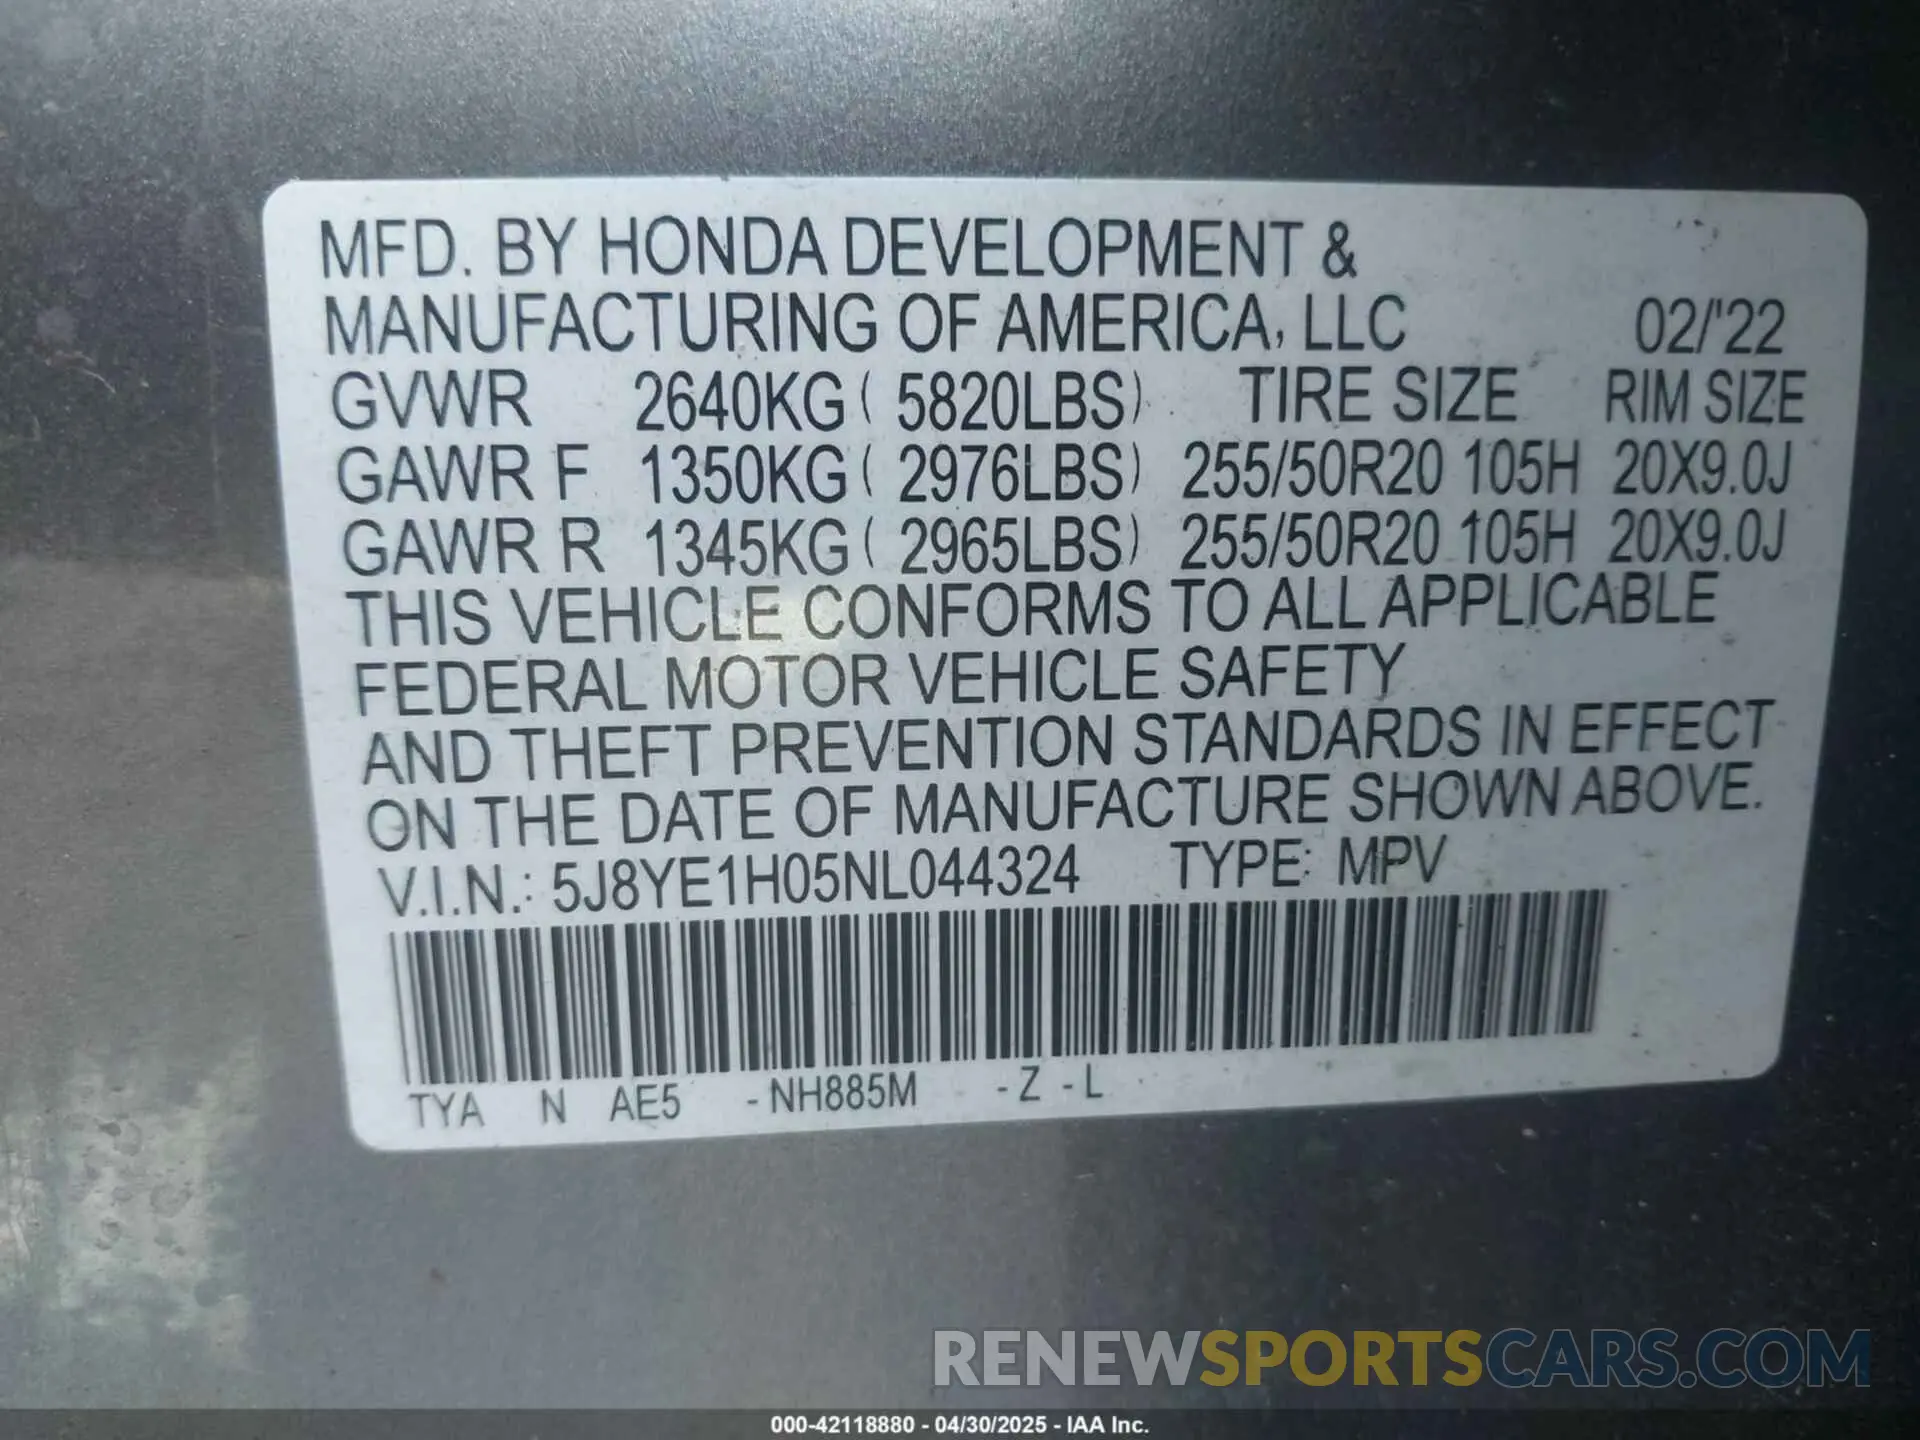 MFD. BY HONDA DEVELOPMENT &
MANUFACTURING OF AMERICA, LLC 02/'22
GVWR 2640KG ( 5820LBS) TIRE SIZE RIM SIZE
GAWR F 1350KG ( 2976LBS) 255/50R20 105H 20X9.0J
GAWR R 1345KG ( 2965LBS) 255/50R20 105H 20X9.0J
THIS VEHICLE CONFORMS TO ALL APPLICABLE
FEDERAL MOTOR VEHICLE SAFETY
AND THEFT PREVENTION STANDARDS IN EFFECT
ON THE DATE OF MANUFACTURE SHOWN ABOVE.
V.I.N.: 5J8YE1H05NL044324 TYPE: MPV
TYA N AE5 - NH885M - Z - L
RENEWSPORTSCARS.COM
000-42118880 - 04/30/2025 - IAA Inc.